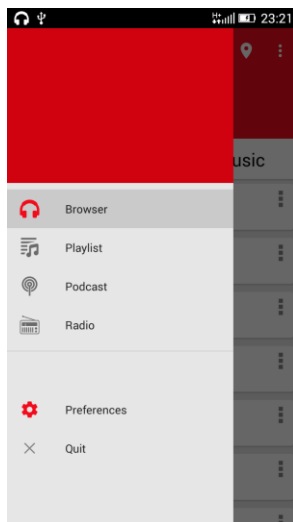 23:21
usic
Browser
Playlist
Podcast
Radio
Preferences
Quit